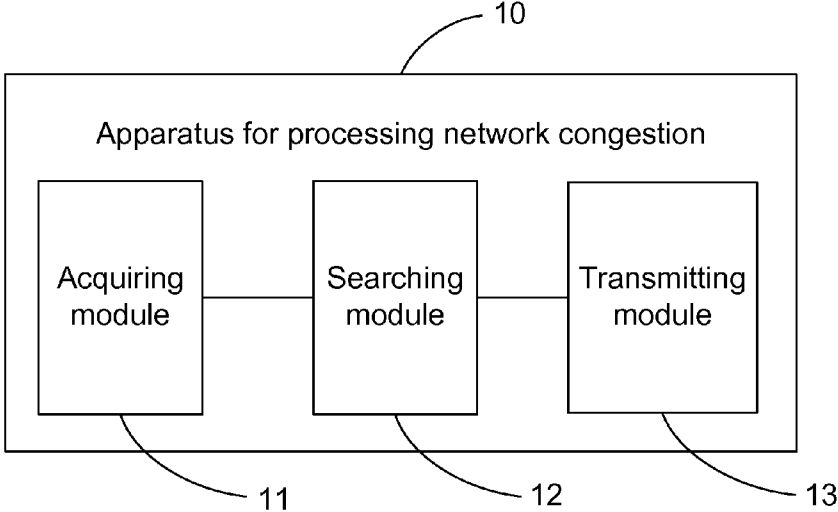 10
Apparatus for processing network congestion
Acquiring
module
Searching
module
Transmitting
module
11
12
13